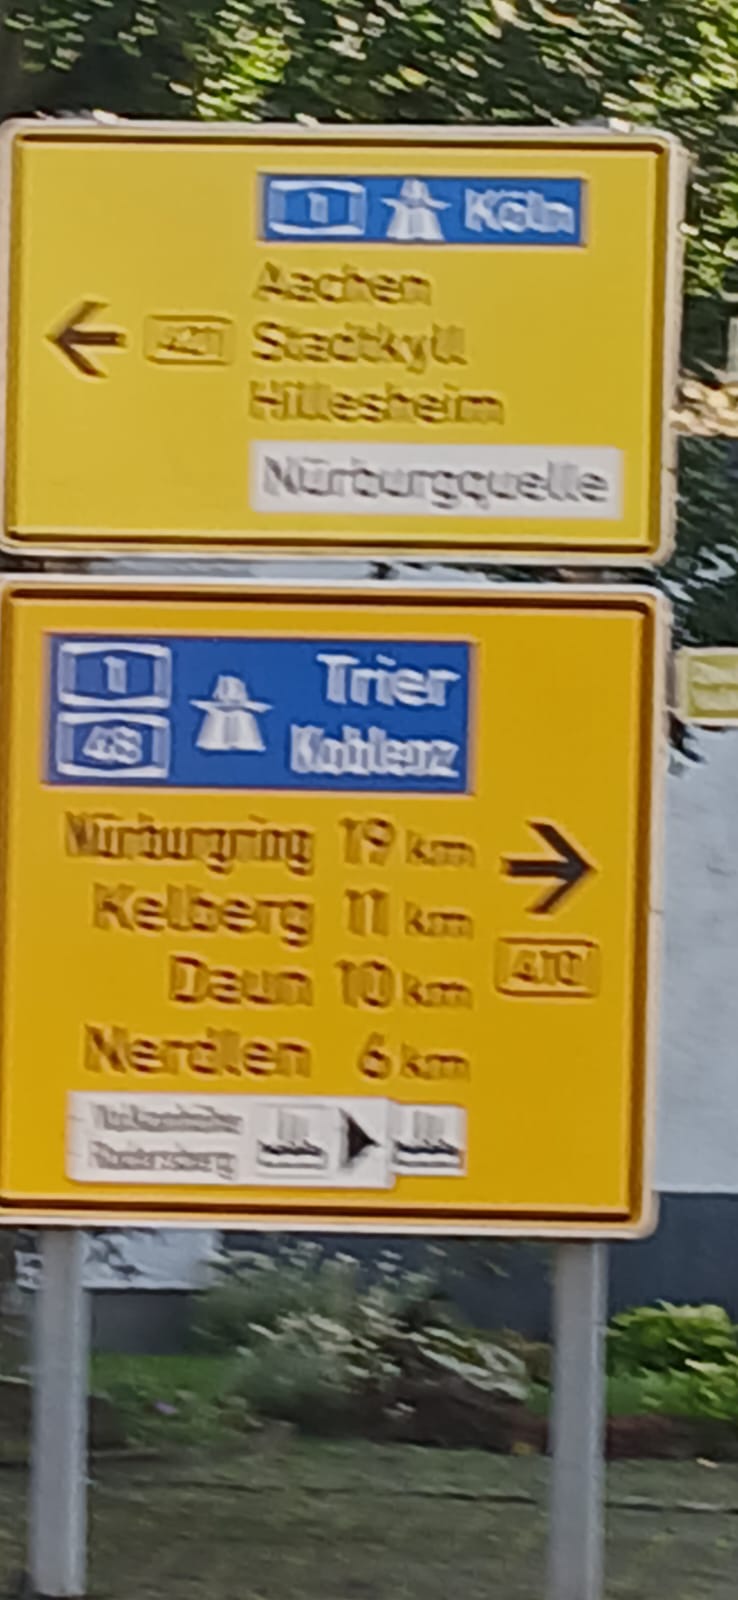 1 Köln
Aachen
421 Stadtkyll
Hillesheim
Nürburgquelle
1 Trier
48 Koblenz
Nürburgring 19 km
Kelberg 11 km
Daun 10 km
410
Nerdlen 6 km